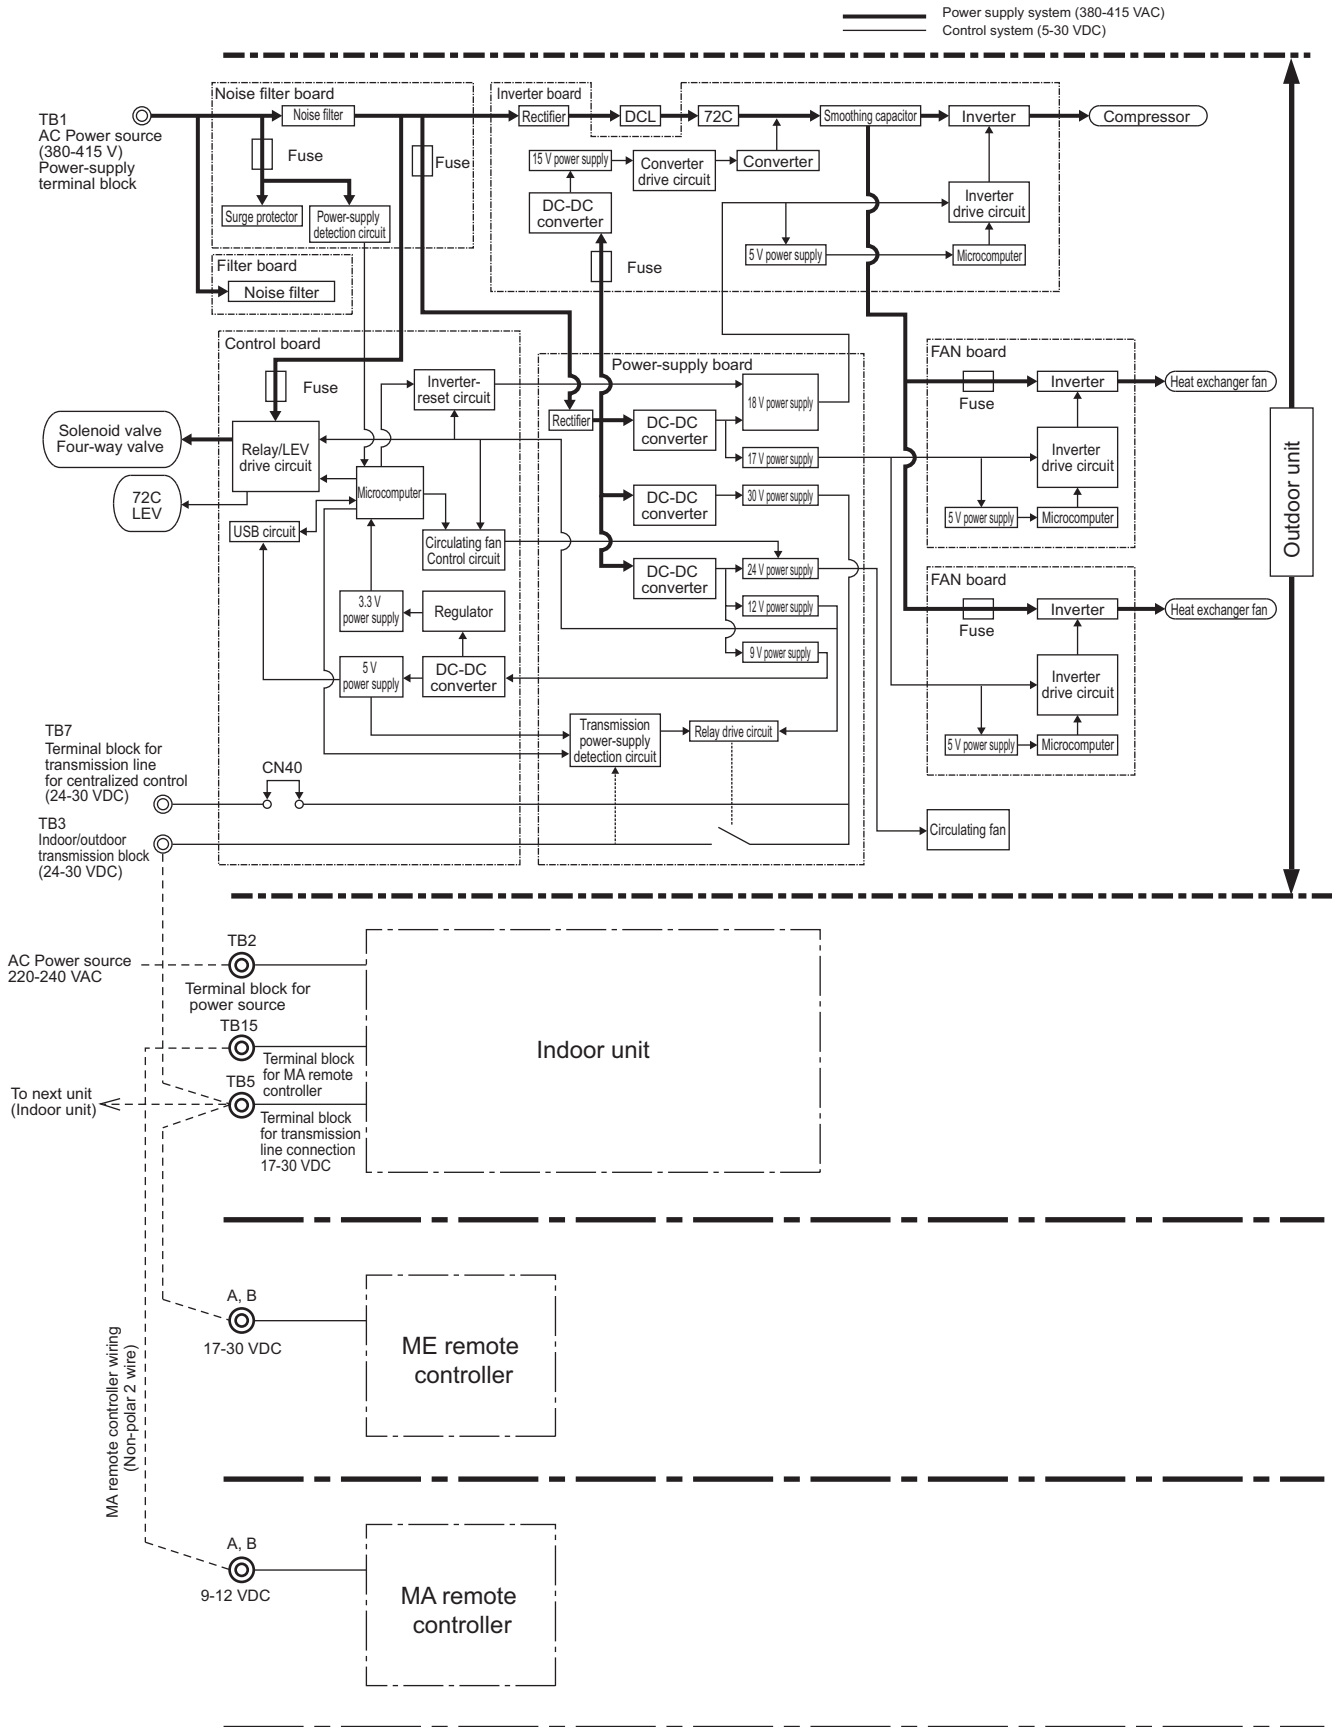 Power supply system (380-415 VAC)
Control system (5-30 VDC)
Noise filter board
Inverter board
TB1
AC Power source
(380-415 V)
Power-supply
terminal block
Noise filter
Rectifier
DCL
72C
Smoothing capacitor
Inverter
Compressor
Fuse
Fuse
15 V power supply
Converter
drive circuit
Converter
Surge protector
Power-supply
detection circuit
DC-DC
converter
Inverter
drive circuit
Fuse
5 V power supply
Microcomputer
Filter board
Noise filter
Control board
Power-supply board
FAN board
Fuse
Inverter-
reset circuit
18 V power supply
Inverter
Heat exchanger fan
Fuse
Solenoid valve
Four-way valve
Relay/LEV
drive circuit
Rectifier
DC-DC
converter
17 V power supply
Inverter
drive circuit
72C
LEV
Microcomputer
DC-DC
converter
30 V power supply
5 V power supply
Microcomputer
USB circuit
Circulating fan
Control circuit
Outdoor unit
DC-DC
converter
24 V power supply
FAN board
3.3 V
power supply
Regulator
12 V power supply
Inverter
Heat exchanger fan
Fuse
9 V power supply
5 V
power supply
DC-DC
converter
Inverter
drive circuit
Transmission
power-supply
detection circuit
Relay drive circuit
5 V power supply
Microcomputer
TB7
Terminal block for
transmission line
for centralized control
(24-30 VDC)
CN40
TB3
Indoor/outdoor
transmission block
(24-30 VDC)
Circulating fan
TB2
AC Power source
220-240 VAC
Terminal block for
power source
TB15
Indoor unit
Terminal block
for MA remote
controller
TB5
To next unit
(Indoor unit)
Terminal block
for transmission
line connection
17-30 VDC
A, B
17-30 VDC
ME remote
controller
MA remote controller wiring
(Non-polar 2 wire)
A, B
9-12 VDC
MA remote
controller